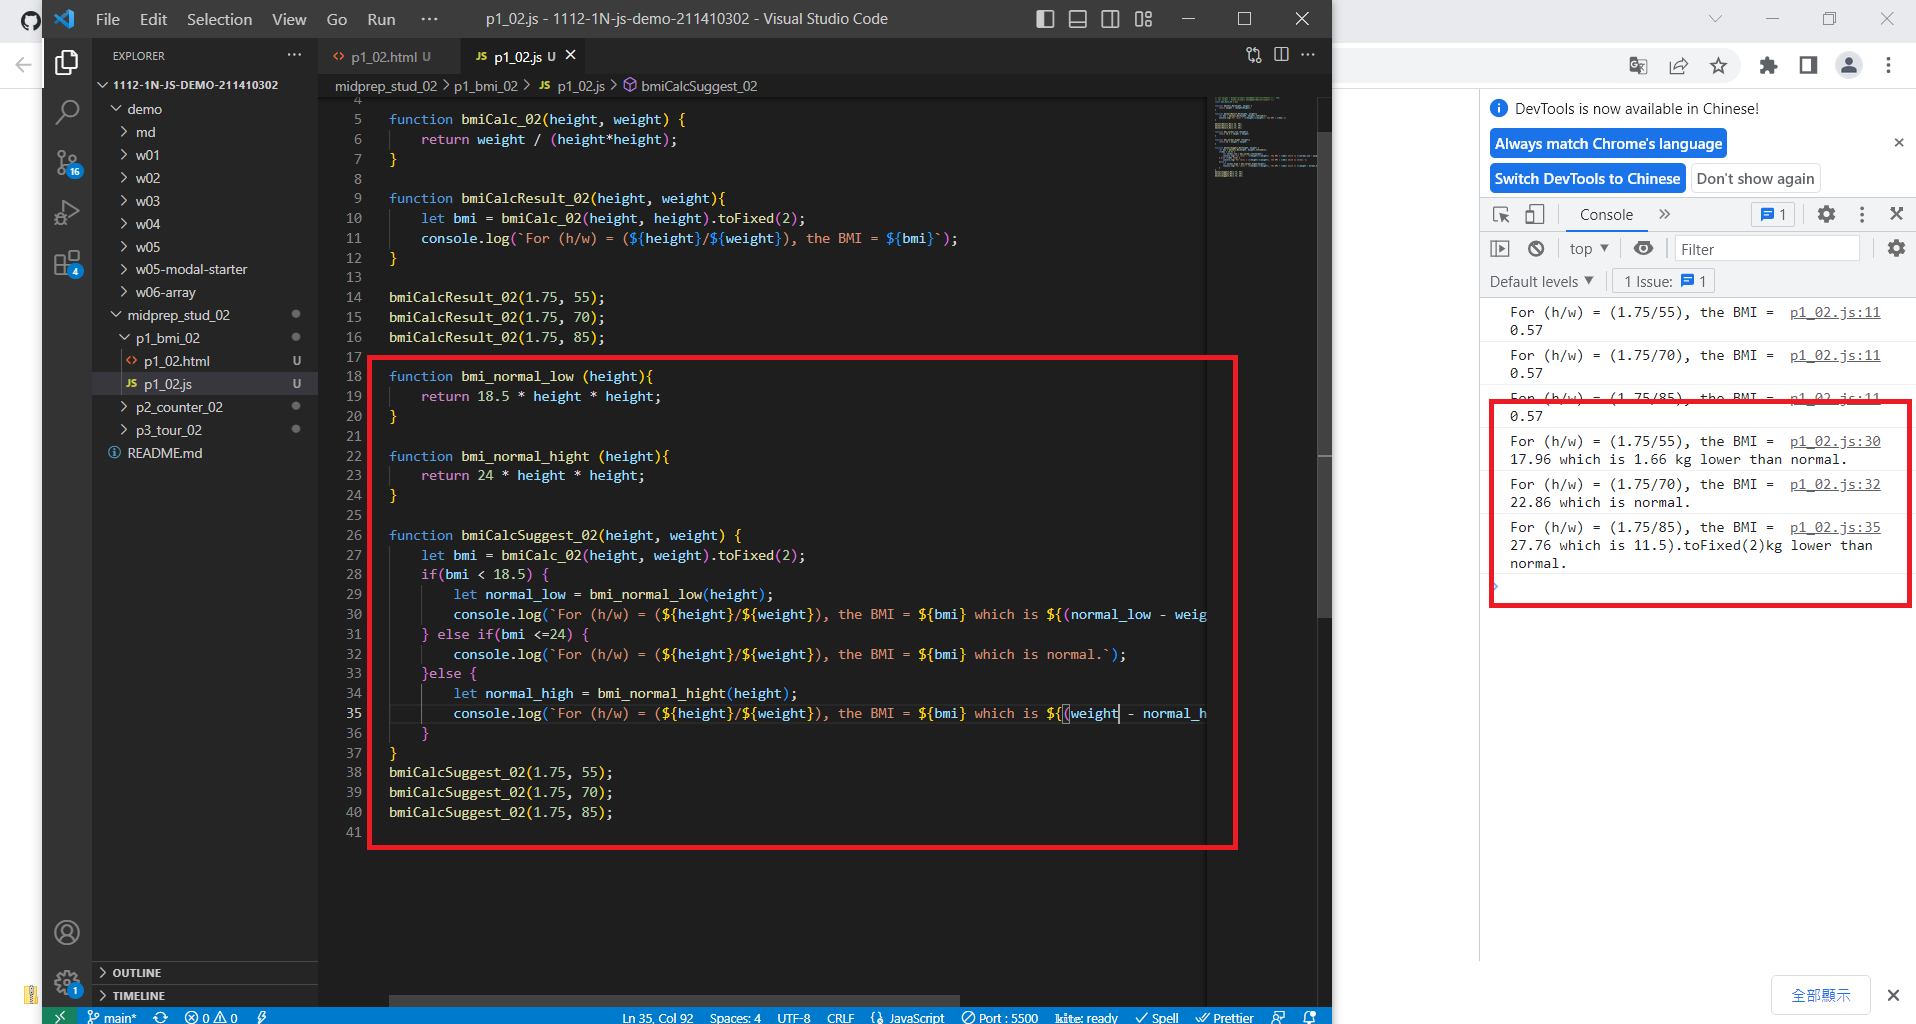 File Edit Selection View Go Run ··· p1_02.js - 1112-1N-js-demo-211410302 - Visual Studio Code
EXPLORER ···
1112-1N-JS-DEMO-211410302
demo
md
w01
w02
w03
w04
w05
w05-modal-starter
w06-array
midprep_stud_02
p1_bmi_02
<> p1_02.html U
JS p1_02.js U
p2_counter_02
p3_tour_02
README.md
OUTLINE
TIMELINE
16
4
1
<> p1_02.html U JS p1_02.js U
midprep_stud_02 > p1_bmi_02 > JS p1_02.js > bmiCalcSuggest_02
4
5 function bmiCalc_02(height, weight) {
6 return weight / (height*height);
7 }
8
9 function bmiCalcResult_02(height, weight){
10 let bmi = bmiCalc_02(height, height).toFixed(2);
11 console.log(`For (h/w) = (${height}/${weight}), the BMI = ${bmi}`);
12 }
13
14 bmiCalcResult_02(1.75, 55);
15 bmiCalcResult_02(1.75, 70);
16 bmiCalcResult_02(1.75, 85);
17
18 function bmi_normal_low (height){
19 return 18.5 * height * height;
20 }
21
22 function bmi_normal_hight (height){
23 return 24 * height * height;
24 }
25
26 function bmiCalcSuggest_02(height, weight) {
27 let bmi = bmiCalc_02(height, weight).toFixed(2);
28 if(bmi < 18.5) {
29 let normal_low = bmi_normal_low(height);
30 console.log(`For (h/w) = (${height}/${weight}), the BMI = ${bmi} which is ${(normal_low - weig
31 } else if(bmi <=24) {
32 console.log(`For (h/w) = (${height}/${weight}), the BMI = ${bmi} which is normal.`);
33 }else {
34 let normal_high = bmi_normal_hight(height);
35 console.log(`For (h/w) = (${height}/${weight}), the BMI = ${bmi} which is ${(weight - normal_h
36 }
37 }
38 bmiCalcSuggest_02(1.75, 55);
39 bmiCalcSuggest_02(1.75, 70);
40 bmiCalcSuggest_02(1.75, 85);
41
main* 0 0 Ln 35, Col 92 Spaces: 4 UTF-8 CRLF {} JavaScript Port : 5500 kite: ready Spell Prettier
DevTools is now available in Chinese!
Always match Chrome's language
Switch DevTools to Chinese Don't show again
Console » 1
top ▼ Filter
Default levels ▼ 1 Issue: 1
For (h/w) = (1.75/55), the BMI = p1_02.js:11
0.57
For (h/w) = (1.75/70), the BMI = p1_02.js:11
0.57
For (h/w) = (1.75/85), the BMI = p1_02.js:11
0.57
For (h/w) = (1.75/55), the BMI = p1_02.js:30
17.96 which is 1.66 kg lower than normal.
For (h/w) = (1.75/70), the BMI = p1_02.js:32
22.86 which is normal.
For (h/w) = (1.75/85), the BMI = p1_02.js:35
27.76 which is 11.5).toFixed(2)kg lower than
normal.
全部顯示